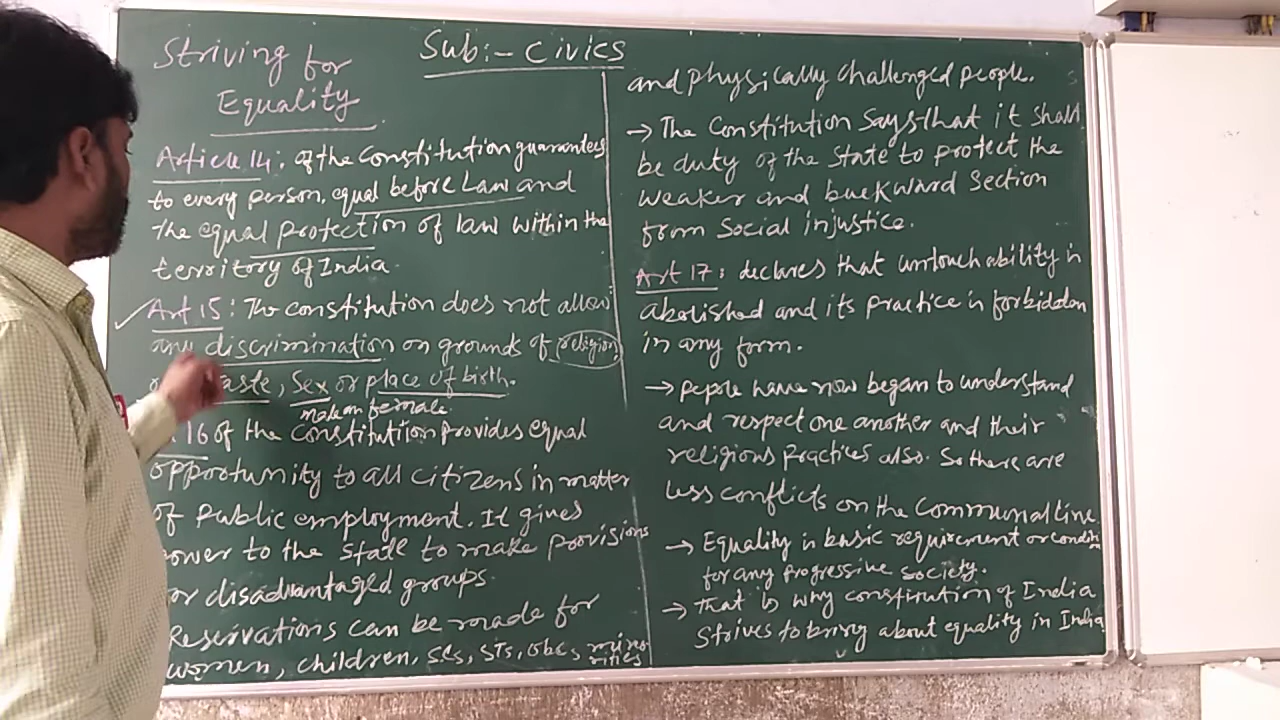 Sub:- Civics
Striving for
Equality
Article 14: of the Constitution guarantees
to every person, equal before Law and
The equal protection of law within the
territory of India.
Art 15: The constitution does not allow
any discrimination on grounds of religion,
caste, Sex or place of birth.
male or female.
16 of the constitution provides equal
opportunity to all citizens in matter
of Public employment. It gives
power to the state to make provisions
for disadvantaged groups.
Reservations can be made for
women, children, SCs, STs, OBCs, minorities
and physically challenged people.
→ The Constitution says that it shall
be duty of the State to protect the
weaker and backward Section
from Social injustice.
Art 17: declares that untouchability is
abolished and its practice is forbidden
in any form.
→ people have now began to understand
and respect one another and their
religious practices also. So there are
less conflicts on the Communal line.
→ Equality is basic requirement or condition
for any progressive society.
→ that is why constitution of India
Strives to bring about equality in India